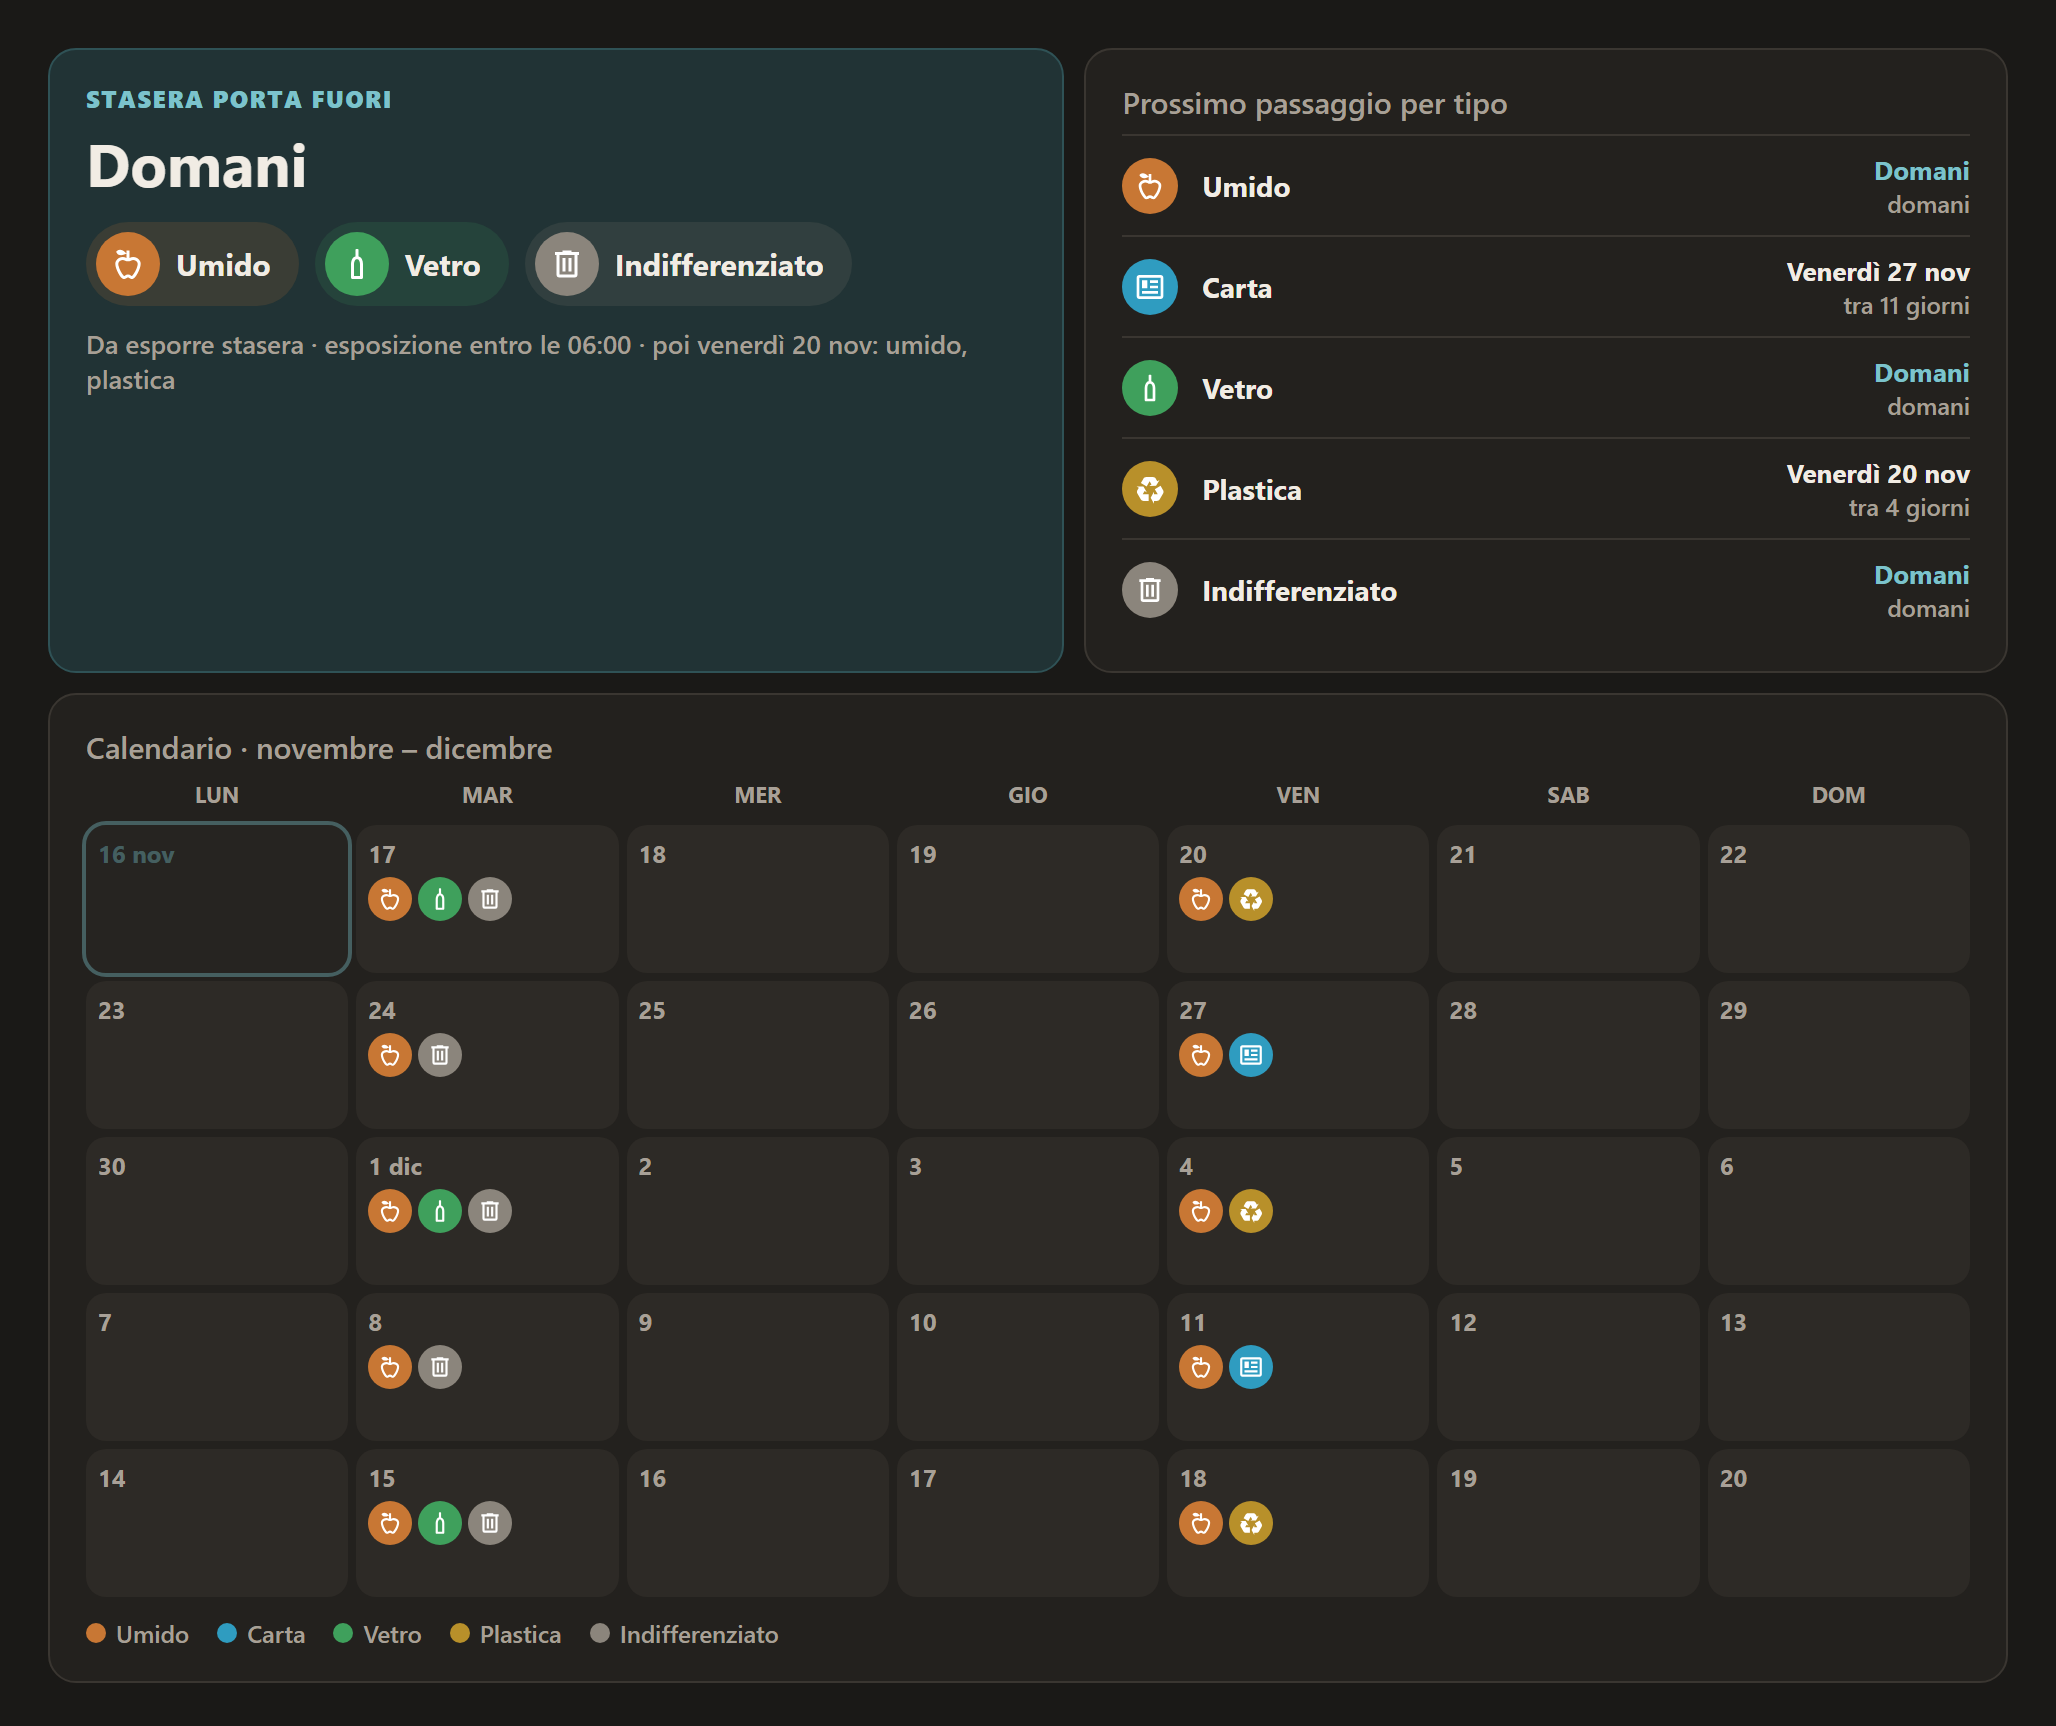 STASERA PORTA FUORI
Domani
Umido Vetro Indifferenziato
Da esporre stasera · esposizione entro le 06:00 · poi venerdì 20 nov: umido,
plastica
Prossimo passaggio per tipo
Umido
Domani
domani
Carta
Venerdì 27 nov
tra 11 giorni
Vetro
Domani
domani
Plastica
Venerdì 20 nov
tra 4 giorni
Indifferenziato
Domani
domani
Calendario · novembre – dicembre
LUN MAR MER GIO VEN SAB DOM
16 nov 17 18 19 20 21 22
23 24 25 26 27 28 29
30 1 dic 2 3 4 5 6
7 8 9 10 11 12 13
14 15 16 17 18 19 20
Umido Carta Vetro Plastica Indifferenziato